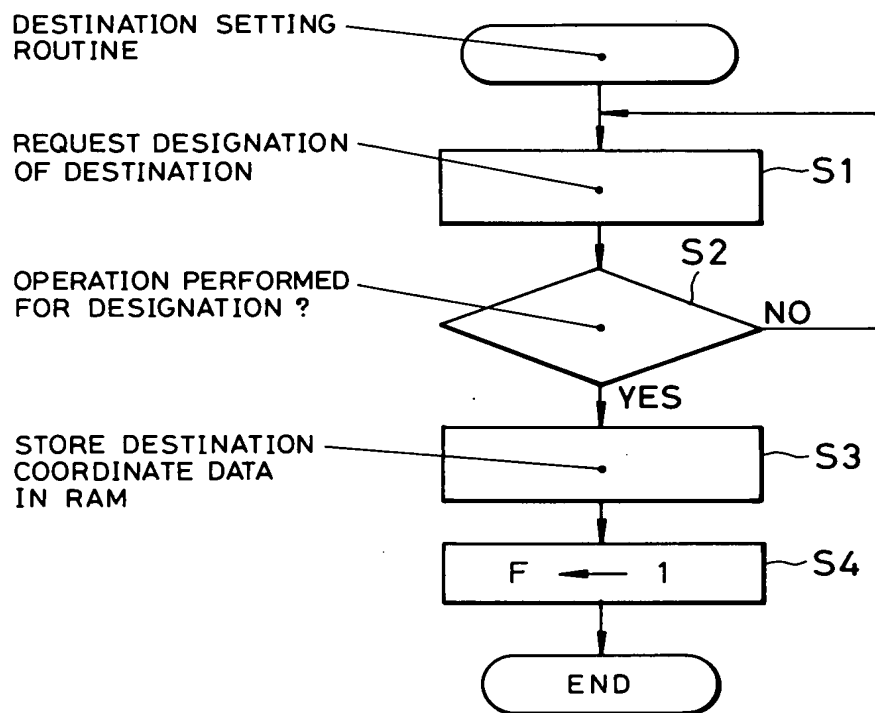 DESTINATION SETTING
ROUTINE
REQUEST DESIGNATION
OF DESTINATION
S1
S2
OPERATION PERFORMED
FOR DESIGNATION ?
NO
YES
STORE DESTINATION
COORDINATE DATA
IN RAM
S3
F ← 1
S4
END